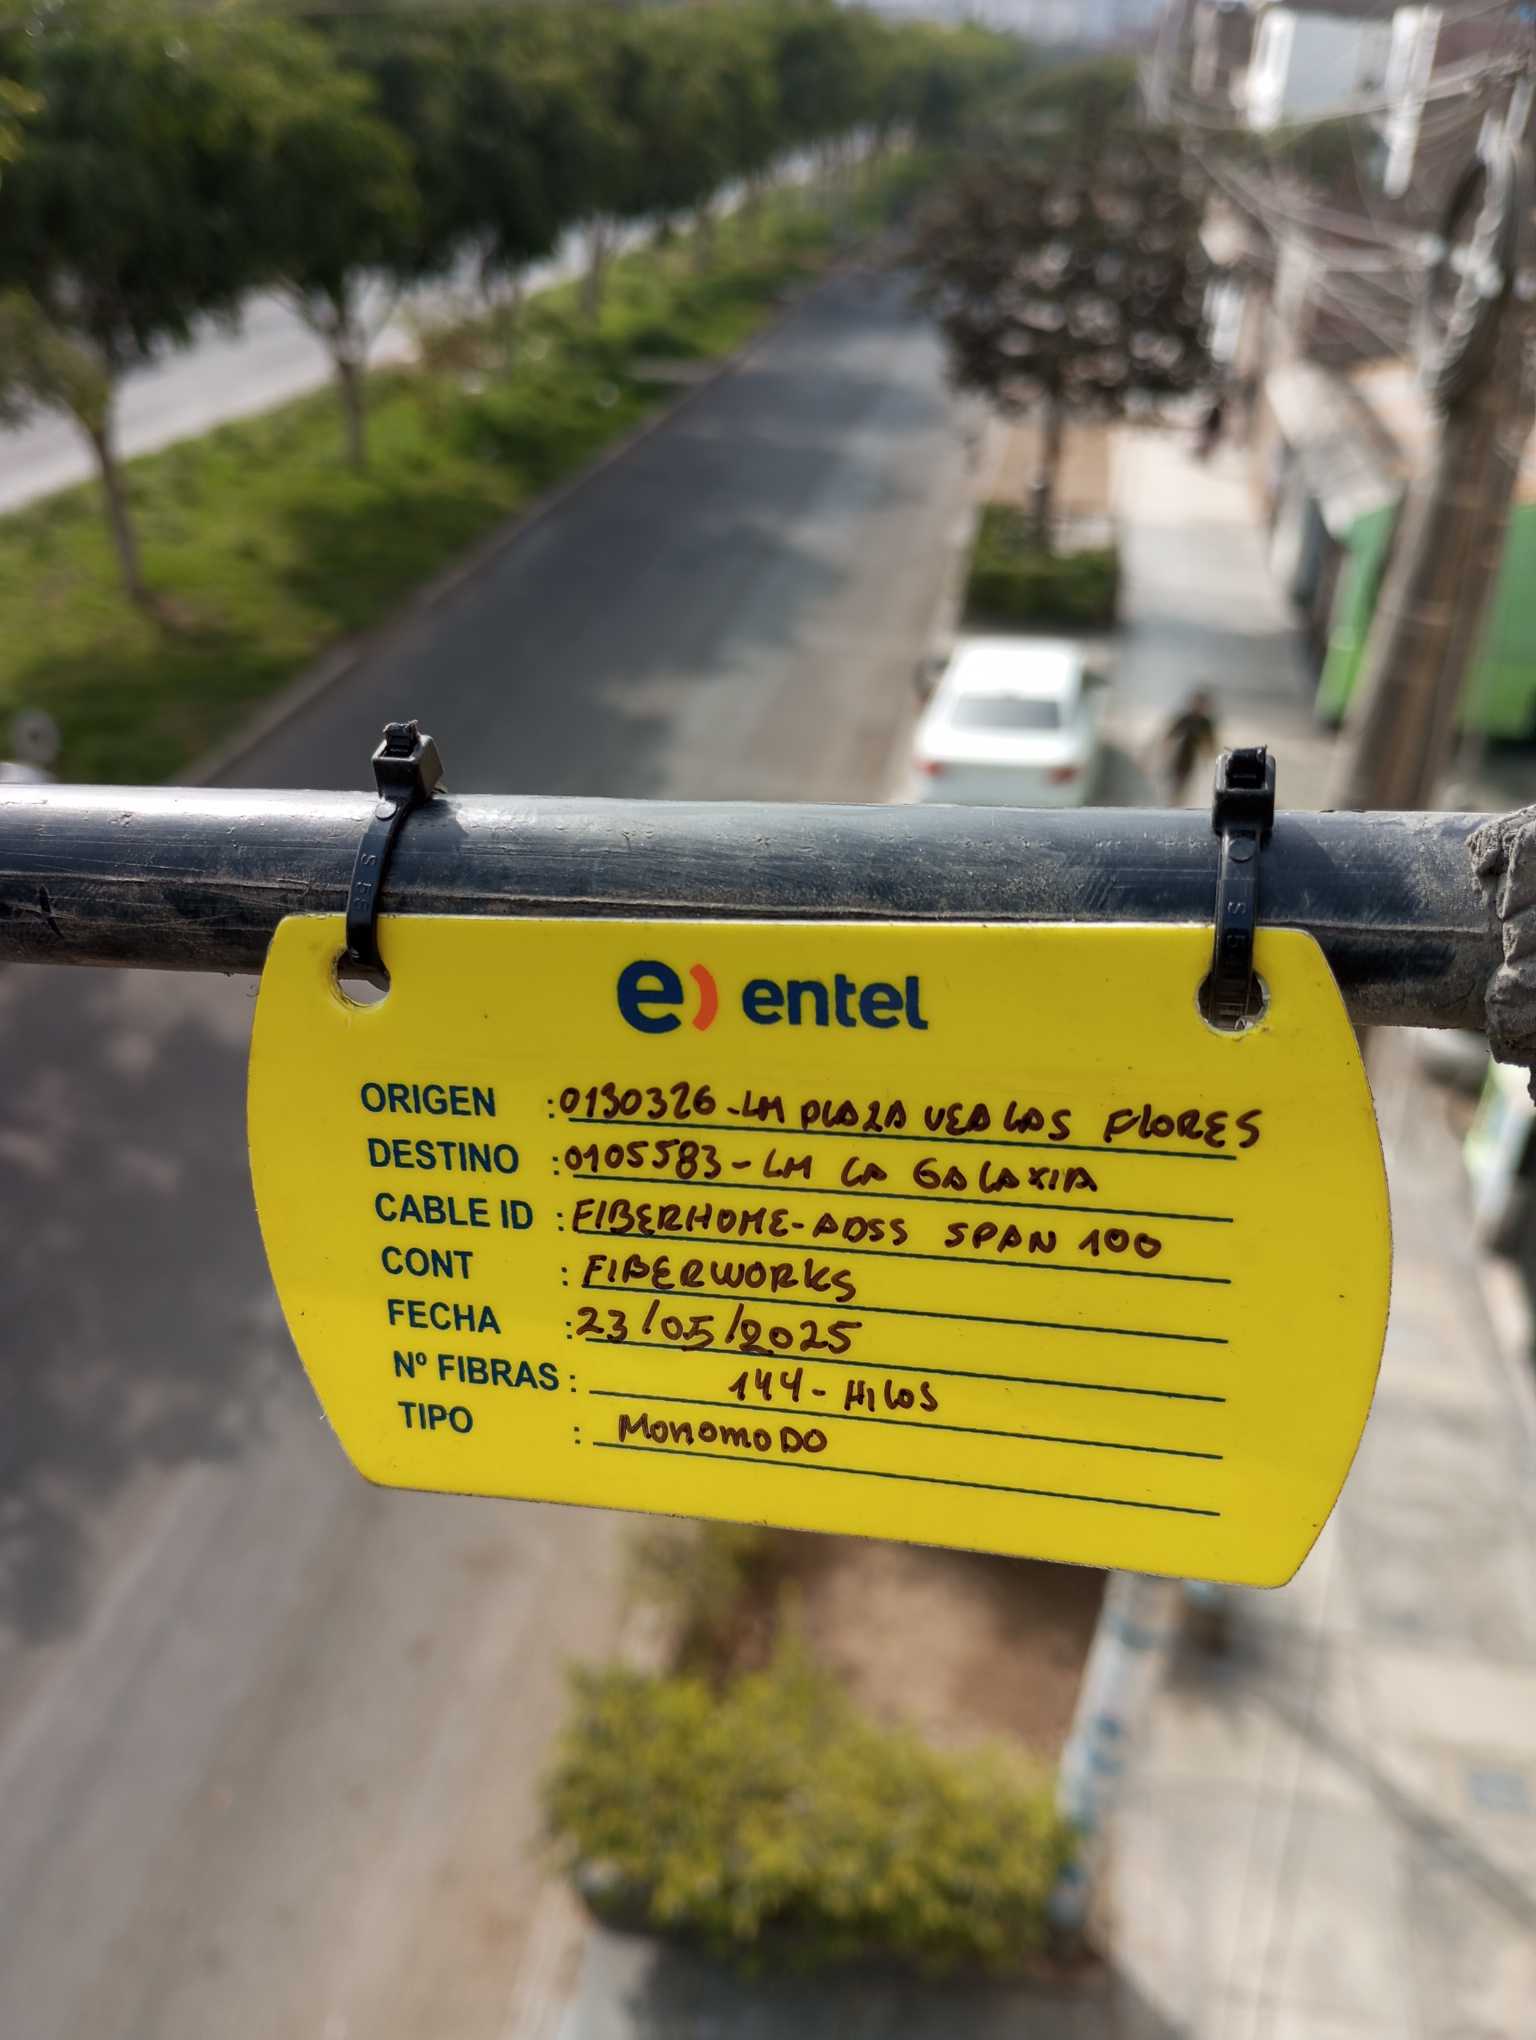 e) entel
ORIGEN : 0130326-LM PLAZA VEA LAS FLORES
DESTINO : 0105583-LM LA GALAXIA
CABLE ID : FIBERHOME-ADSS SPAN 100
CONT : FIBERWORKS
FECHA : 23/05/2025
Nº FIBRAS : 144-HILOS
TIPO : MONOMODO